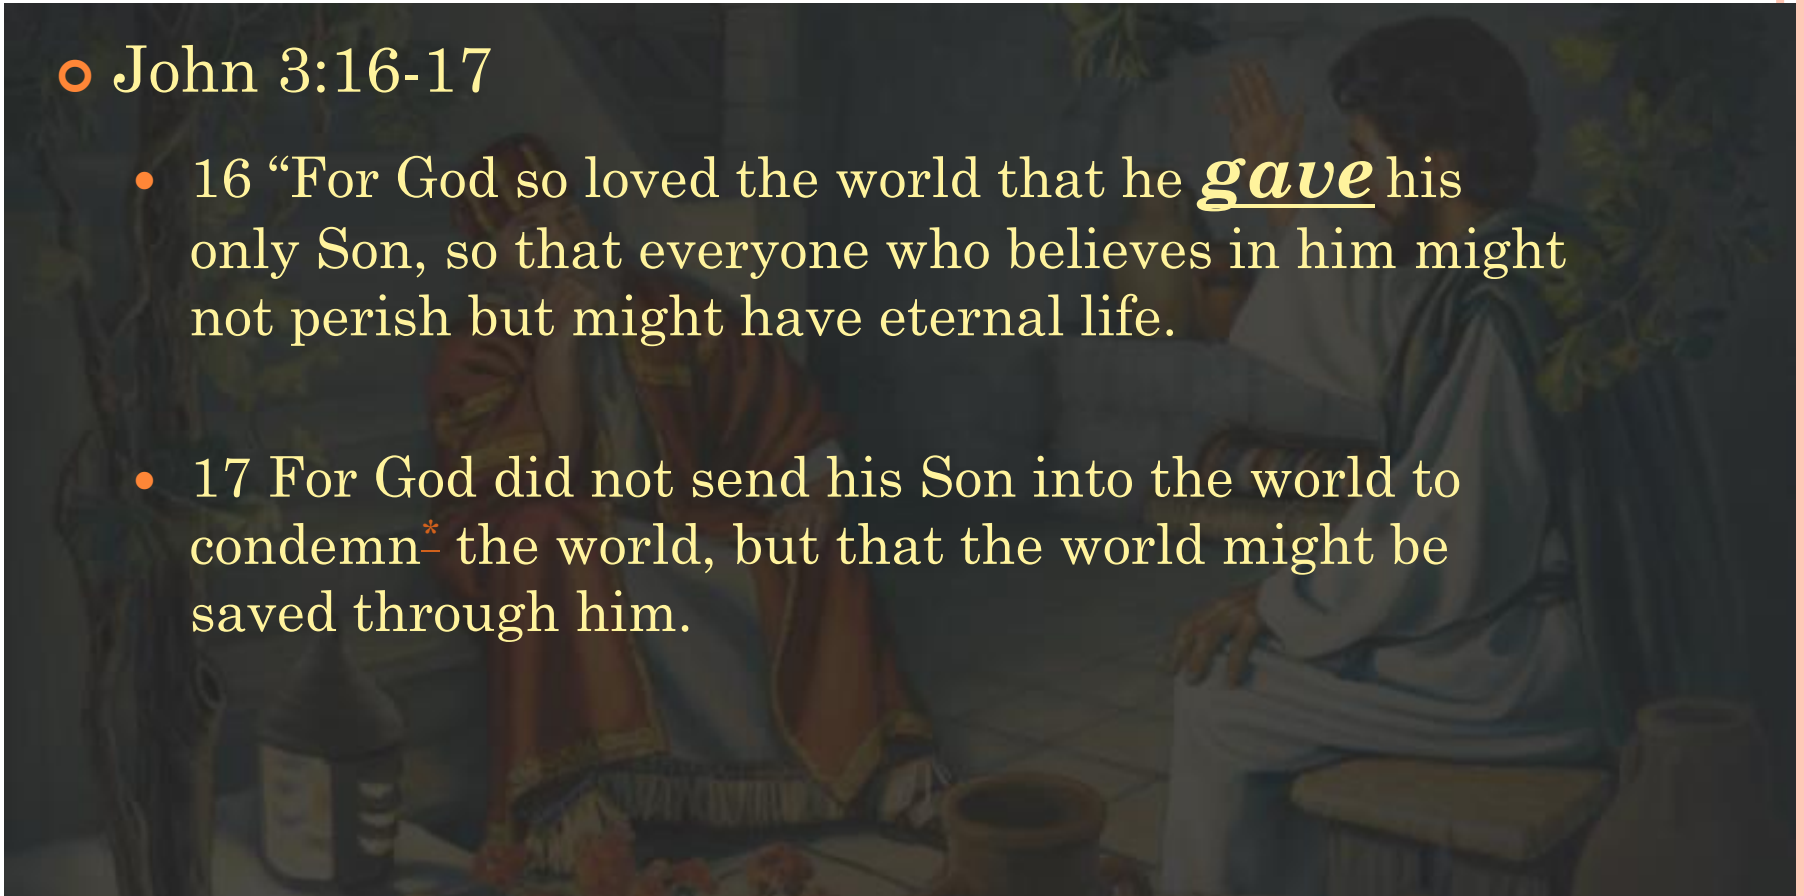 John 3:16-17
16 “For God so loved the world that he gave his
only Son, so that everyone who believes in him might
not perish but might have eternal life.
17 For God did not send his Son into the world to
condemn* the world, but that the world might be
saved through him.